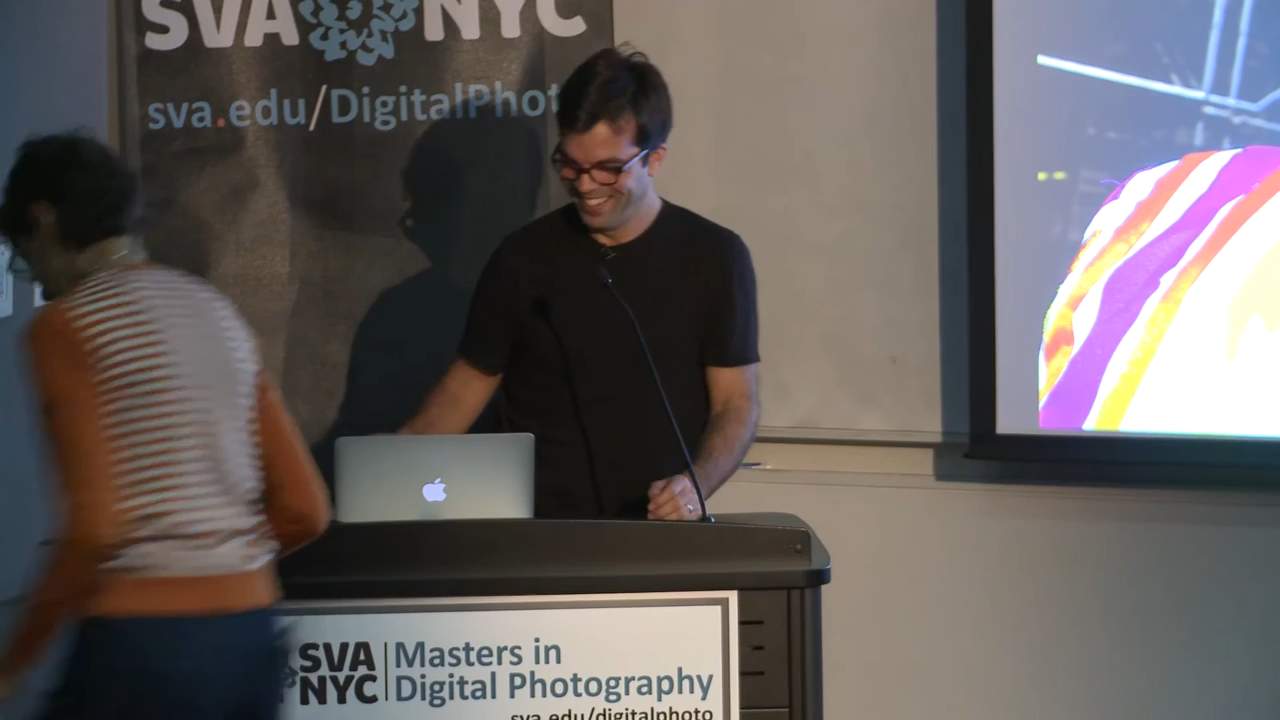 SVA NYC
sva.edu/DigitalPhot
SVA
NYC
Masters in
Digital Photography
sva.edu/digitalphoto